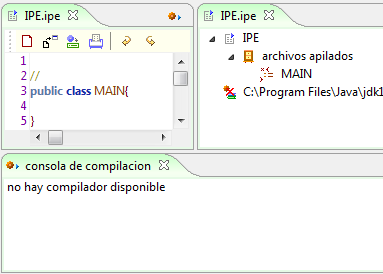 IPE.ipe
1
2 //
3 public class MAIN{
4
5 }
IPE.ipe
IPE
archivos apilados
MAIN
C:\Program Files\Java\jdk1
consola de compilacion
no hay compilador disponible